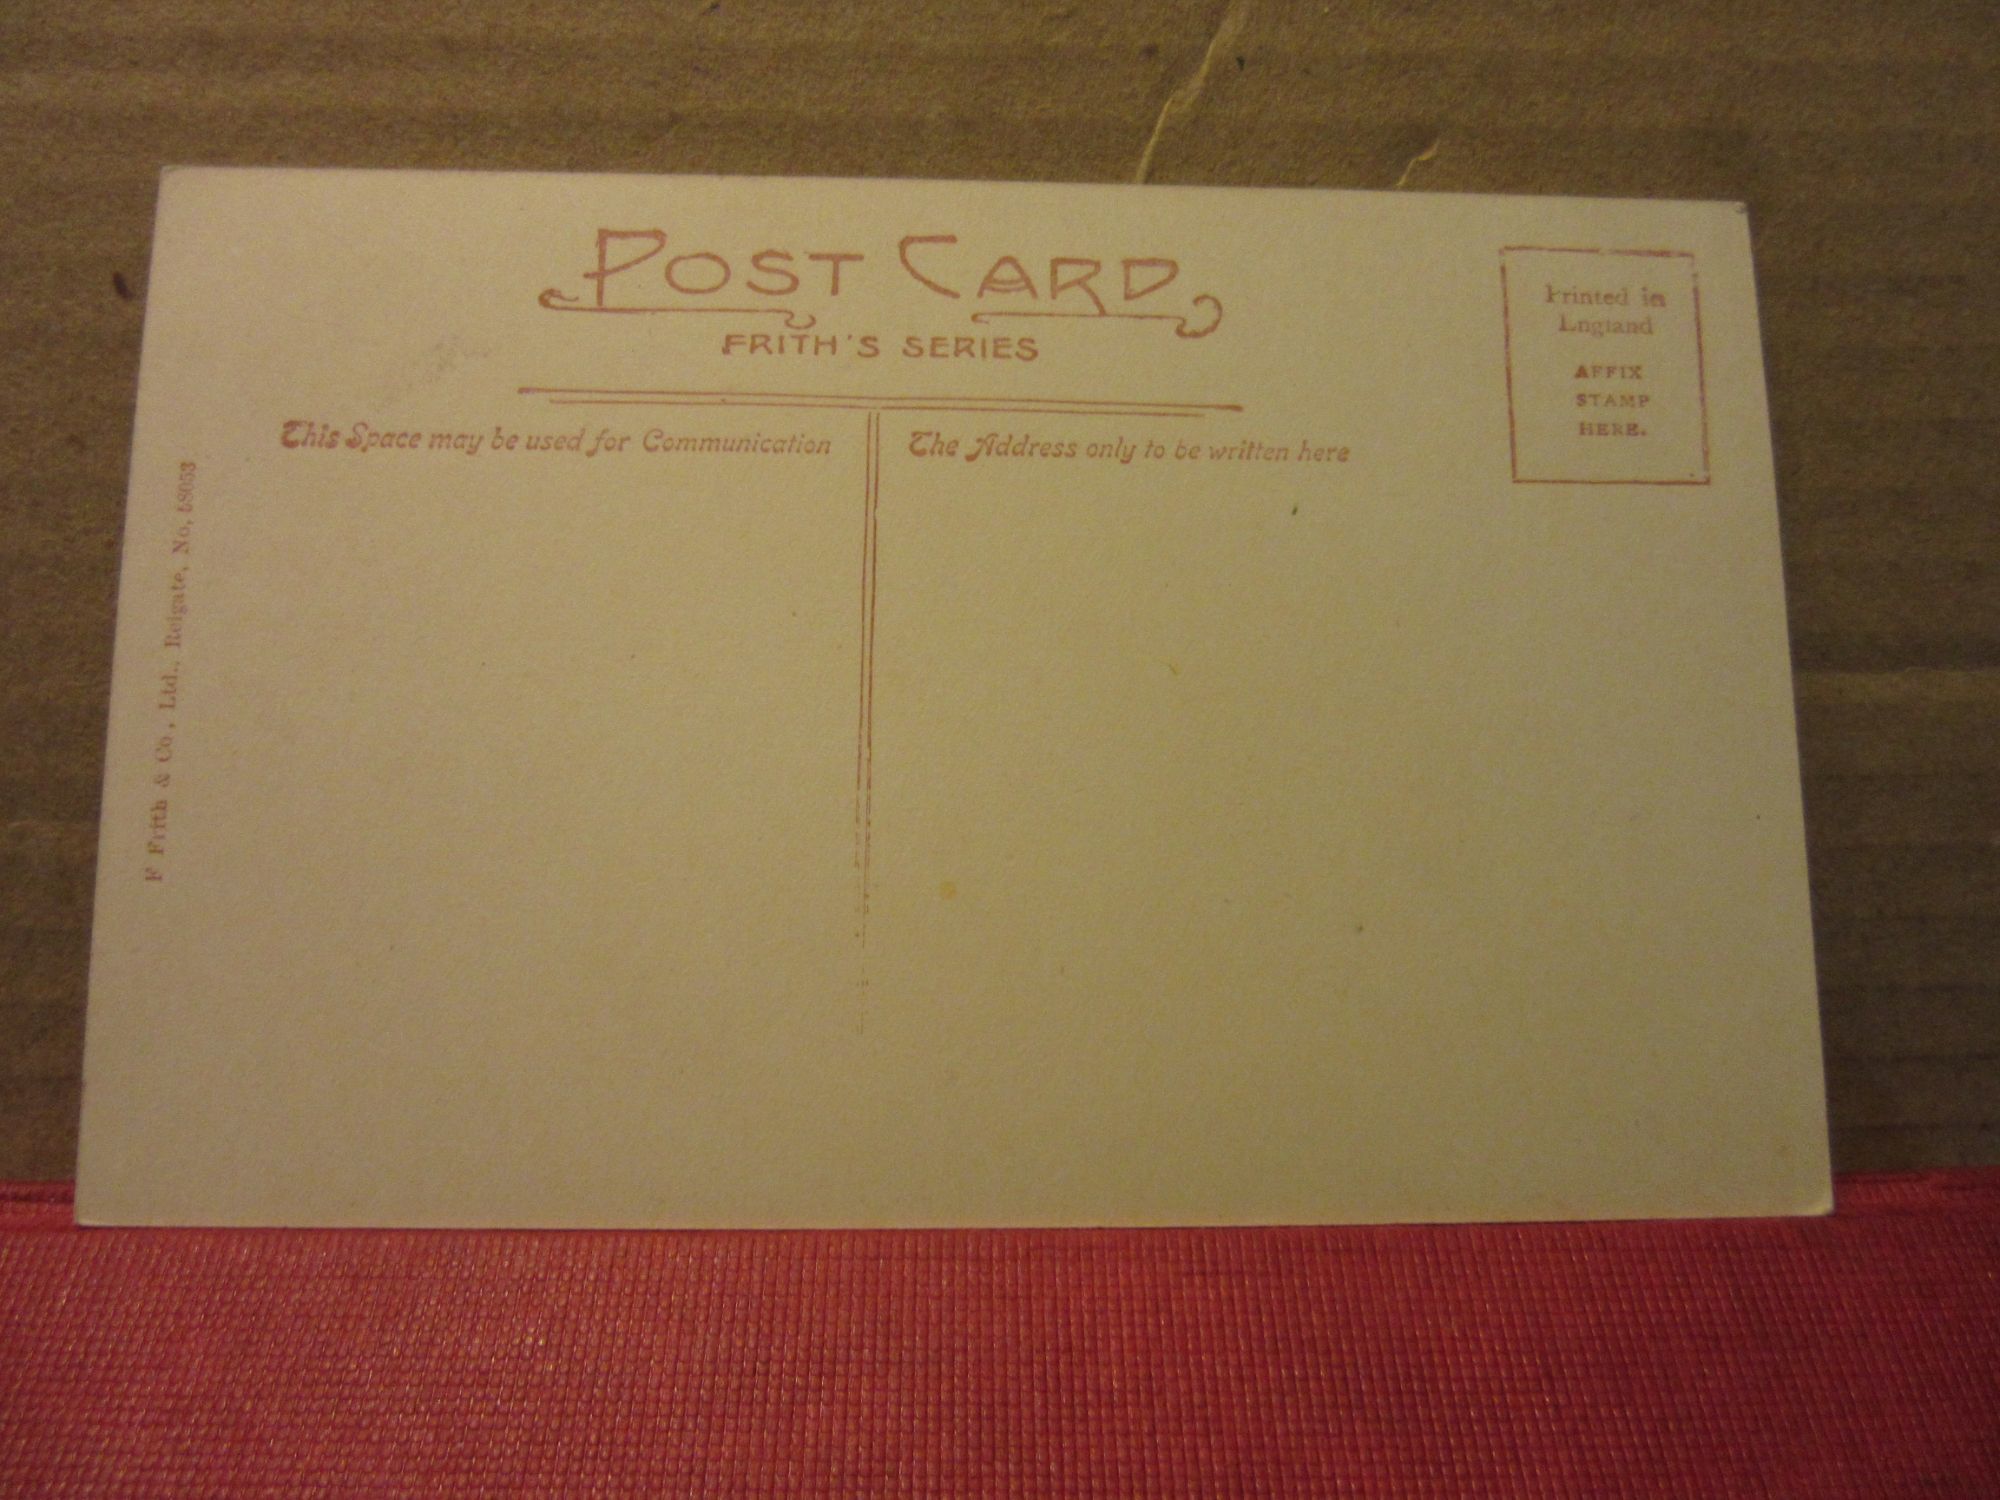 POST CARD
FRITH'S SERIES
Printed in
England
AFFIX
STAMP
HERE.
This Space may be used for Communication
The Address only to be written here
F Frith & Co., Ltd., Reigate, No. 58053